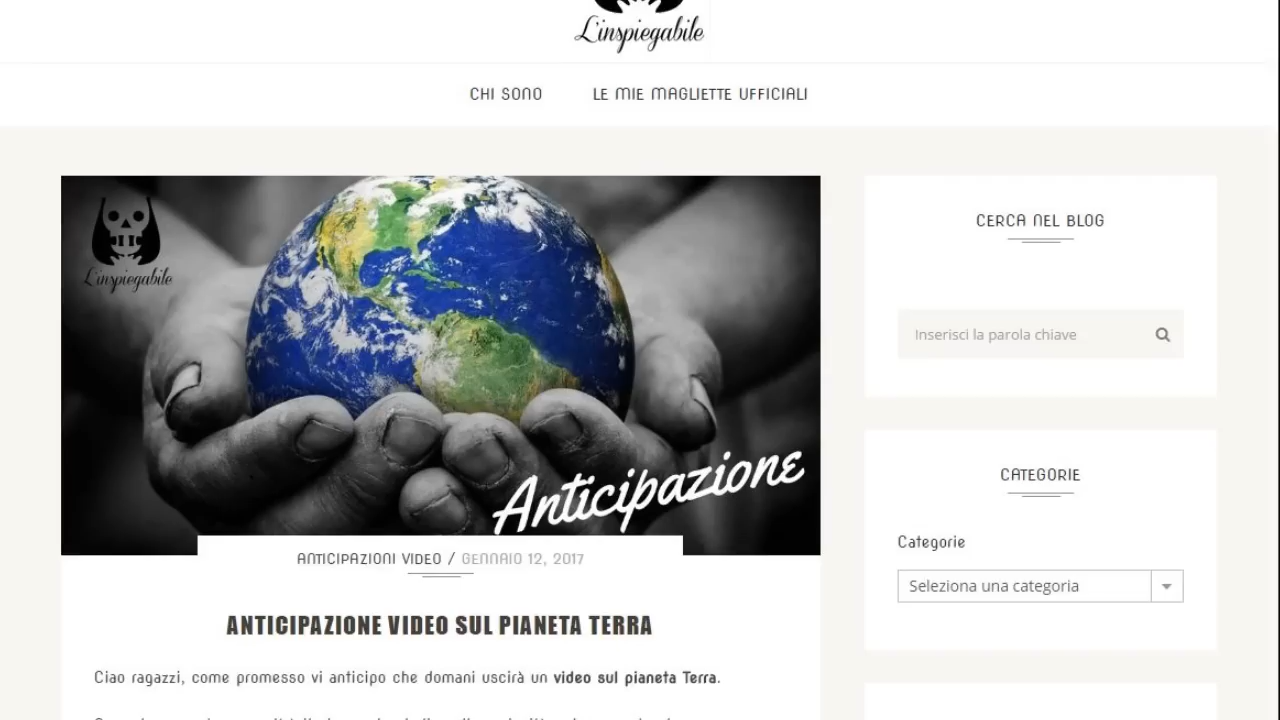 L'inspiegabile
CHI SONO
LE MIE MAGLIETTE UFFICIALI
L'inspiegabile
Anticipazione
ANTICIPAZIONI VIDEO / GENNAIO 12, 2017
ANTICIPAZIONE VIDEO SUL PIANETA TERRA
Ciao ragazzi, come promesso vi anticipo che domani uscirà un video sul pianeta Terra.
CERCA NEL BLOG
Inserisci la parola chiave
CATEGORIE
Categorie
Seleziona una categoria